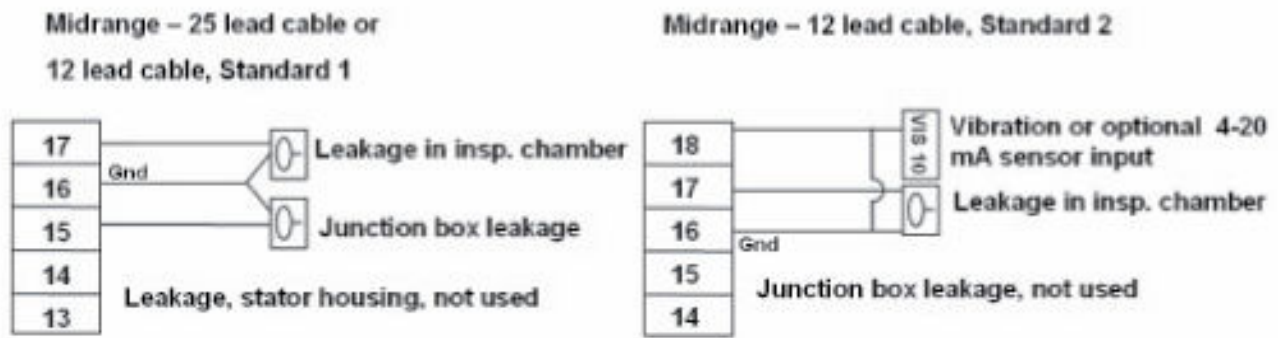 Midrange – 25 lead cable or
12 lead cable, Standard 1
17
16
15
14
13
Gnd
Leakage in insp. chamber
Junction box leakage
Leakage, stator housing, not used
Midrange – 12 lead cable, Standard 2
18
17
16
15
14
Gnd
VIS 10
Vibration or optional 4-20
mA sensor input
Leakage in insp. chamber
Junction box leakage, not used